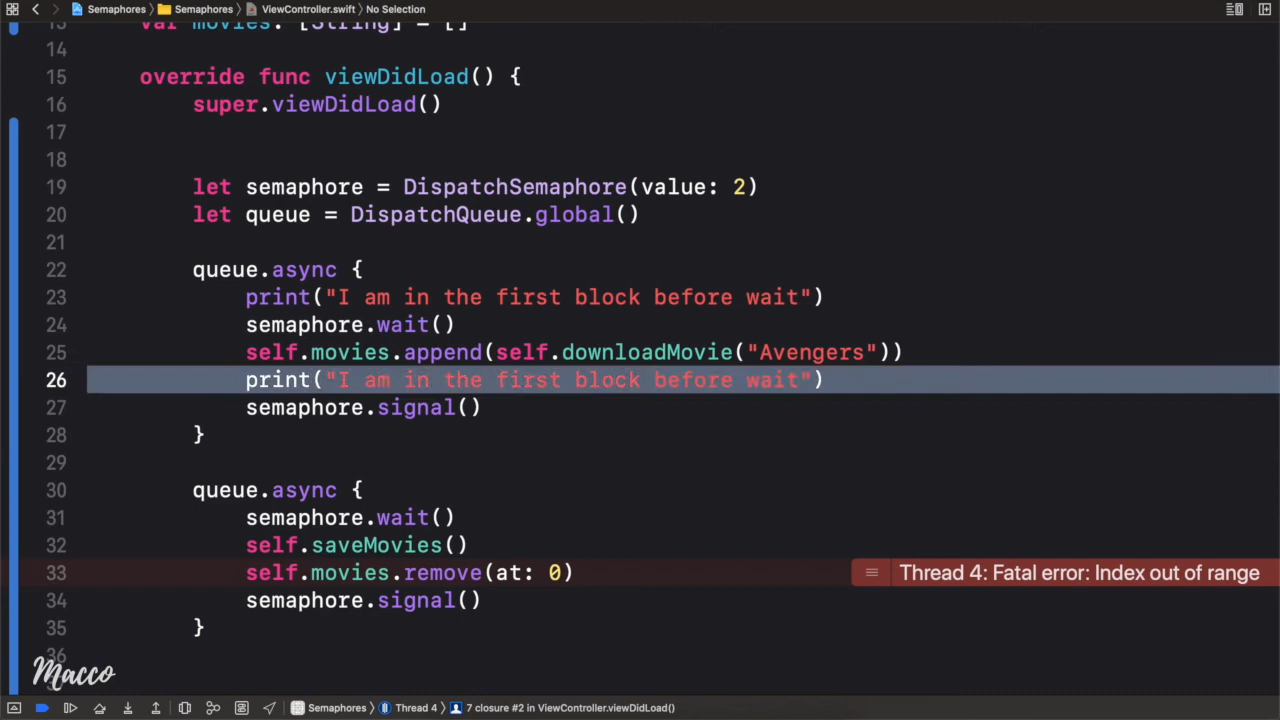 Semaphores Semaphores ViewController.swift No Selection
13 var movies: [String] = []
14
15 override func viewDidLoad() {
16 super.viewDidLoad()
17
18
19 let semaphore = DispatchSemaphore(value: 2)
20 let queue = DispatchQueue.global()
21
22 queue.async {
23 print("I am in the first block before wait")
24 semaphore.wait()
25 self.movies.append(self.downloadMovie("Avengers"))
26 print("I am in the first block before wait")
27 semaphore.signal()
28 }
29
30 queue.async {
31 semaphore.wait()
32 self.saveMovies()
33 self.movies.remove(at: 0) Thread 4: Fatal error: Index out of range
34 semaphore.signal()
35 }
36
Macco
Semaphores Thread 4 7 closure #2 in ViewController.viewDidLoad()